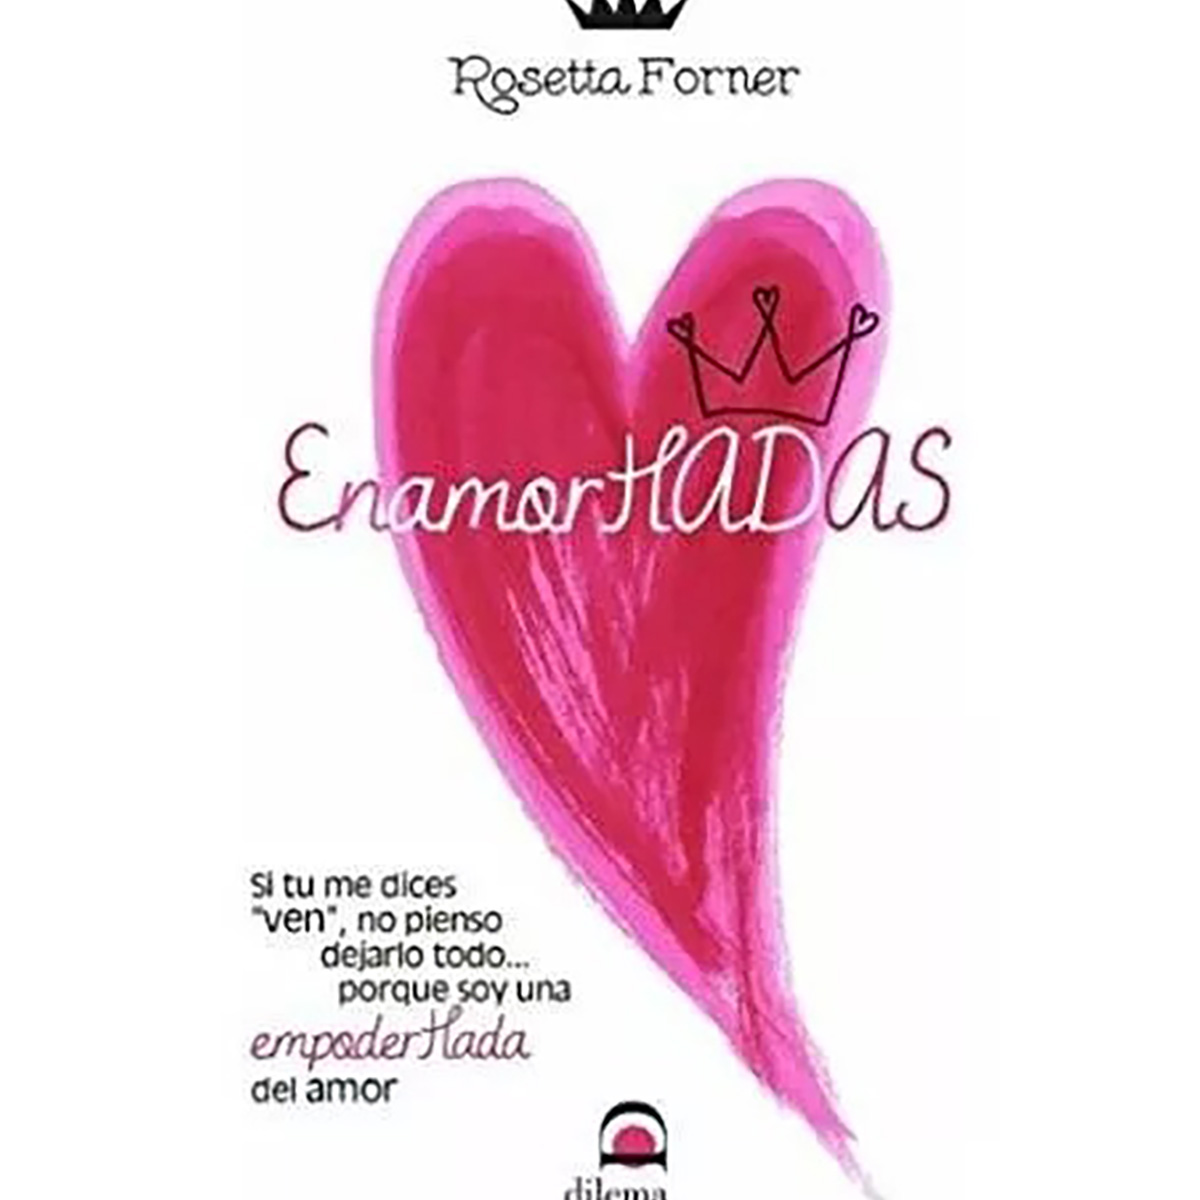 Rosetta Forner
EnamorHADAS
Si tu me dices
"ven", no pienso
dejarlo todo...
porque soy una
empoderHada
del amor
dilema